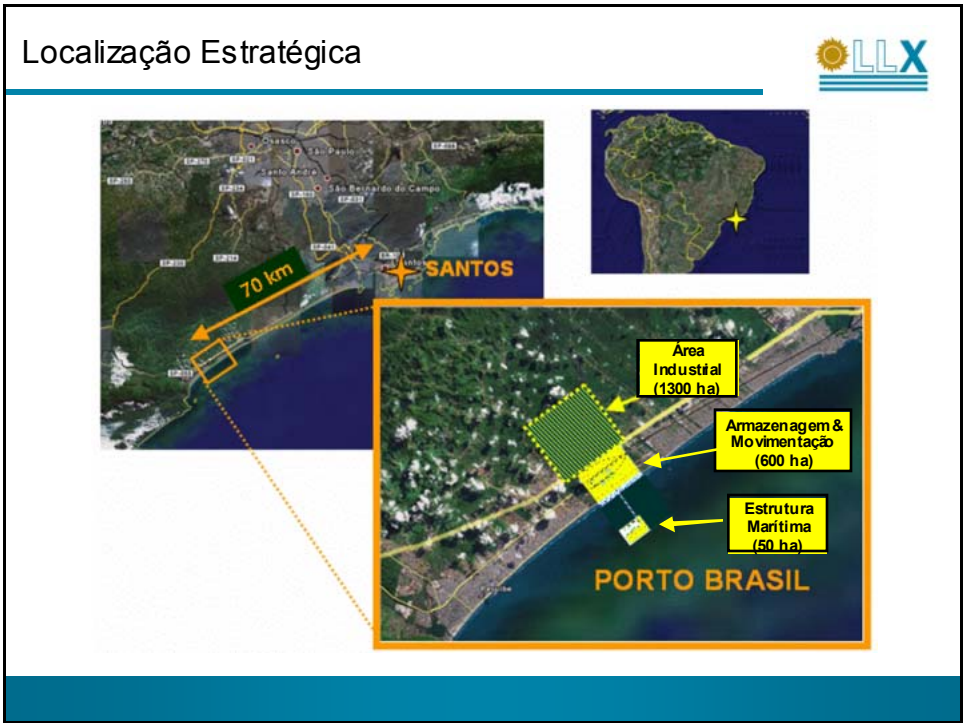 Localização Estratégica
LLX
Osasco
São Paulo
Santo André
São Bernardo do Campo
70 km
SANTOS
Área
Industrial
(1300 ha)
Armazenagem &
Movimentação
(600 ha)
Estrutura
Marítima
(50 ha)
PORTO BRASIL